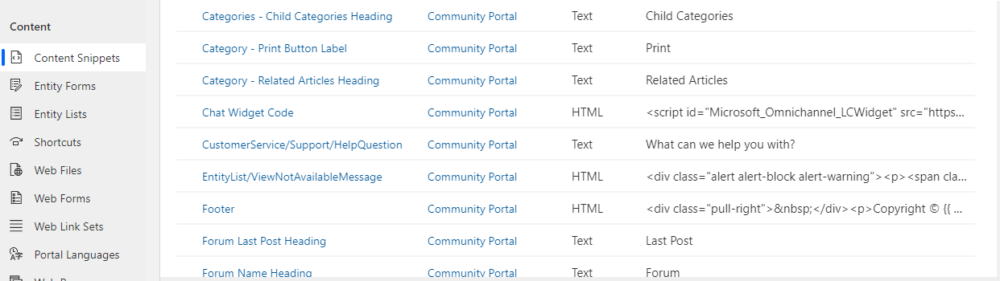 Content
Content Snippets
Entity Forms
Entity Lists
Shortcuts
Web Files
Web Forms
Web Link Sets
Portal Languages
Categories - Child Categories Heading Community Portal Text Child Categories
Category - Print Button Label Community Portal Text Print
Category - Related Articles Heading Community Portal Text Related Articles
Chat Widget Code Community Portal HTML <script id="Microsoft_Omnichannel_LCWidget" src="https...
CustomerService/Support/HelpQuestion Community Portal Text What can we help you with?
EntityList/ViewNotAvailableMessage Community Portal HTML <div class="alert alert-block alert-warning"><p><span cla...
Footer Community Portal HTML <div class="pull-right">&nbsp;</div><p>Copyright © {{ ...
Forum Last Post Heading Community Portal Text Last Post
Forum Name Heading Community Portal Text Forum